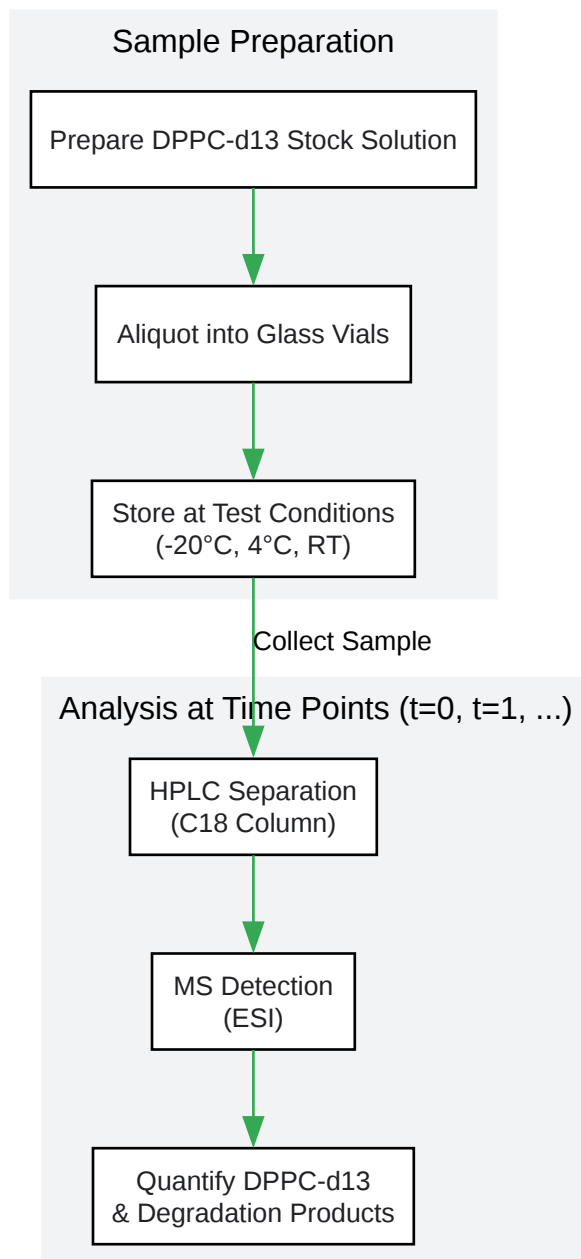 Sample Preparation
Prepare DPPC-d13 Stock Solution
Aliquot into Glass Vials
Store at Test Conditions
(-20°C, 4°C, RT)
Collect Sample
Analysis at Time Points (t=0, t=1, ...)
HPLC Separation
(C18 Column)
MS Detection
(ESI)
Quantify DPPC-d13
& Degradation Products